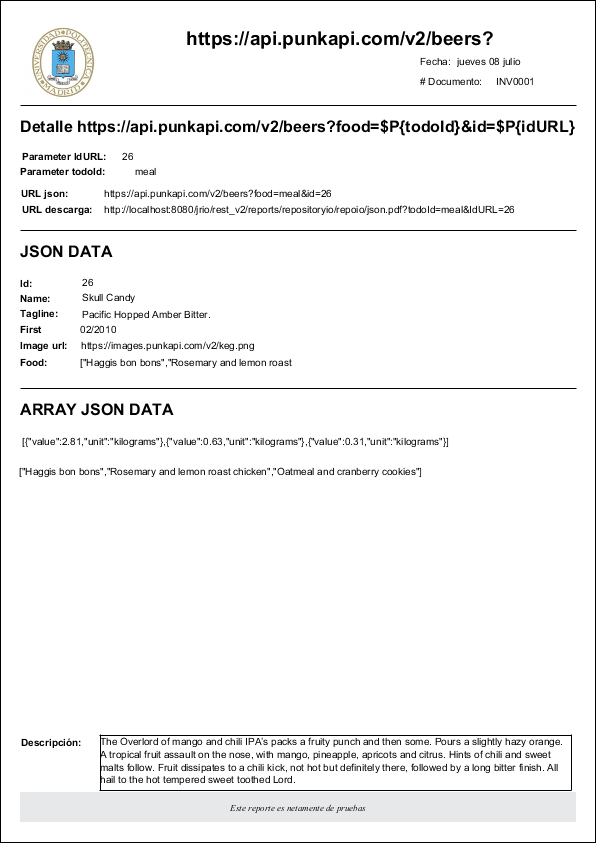 UNIVERSIDAD POLITÉCNICA
MADRID
https://api.punkapi.com/v2/beers?
Fecha: jueves 08 julio
# Documento: INV0001
Detalle https://api.punkapi.com/v2/beers?food=$P{todoId}&id=$P{idURL}
Parameter IdURL: 26
Parameter todoId: meal
URL json: https://api.punkapi.com/v2/beers?food=meal&id=26
URL descarga: http://localhost:8080/jrio/rest_v2/reports/repositoryio/repoio/json.pdf?todoId=meal&IdURL=26
JSON DATA
Id: 26
Name: Skull Candy
Tagline: Pacific Hopped Amber Bitter.
First 02/2010
Image url: https://images.punkapi.com/v2/keg.png
Food: ["Haggis bon bons","Rosemary and lemon roast
ARRAY JSON DATA
[{"value":2.81,"unit":"kilograms"},{"value":0.63,"unit":"kilograms"},{"value":0.31,"unit":"kilograms"}]
["Haggis bon bons","Rosemary and lemon roast chicken","Oatmeal and cranberry cookies"]
Descripción: The Overlord of mango and chili IPA's packs a fruity punch and then some. Pours a slightly hazy orange.
A tropical fruit assault on the nose, with mango, pineapple, apricots and citrus. Hints of chili and sweet
malts follow. Fruit dissipates to a chili kick, not hot but definitely there, followed by a long bitter finish. All
hail to the hot tempered sweet toothed Lord.
Este reporte es netamente de pruebas